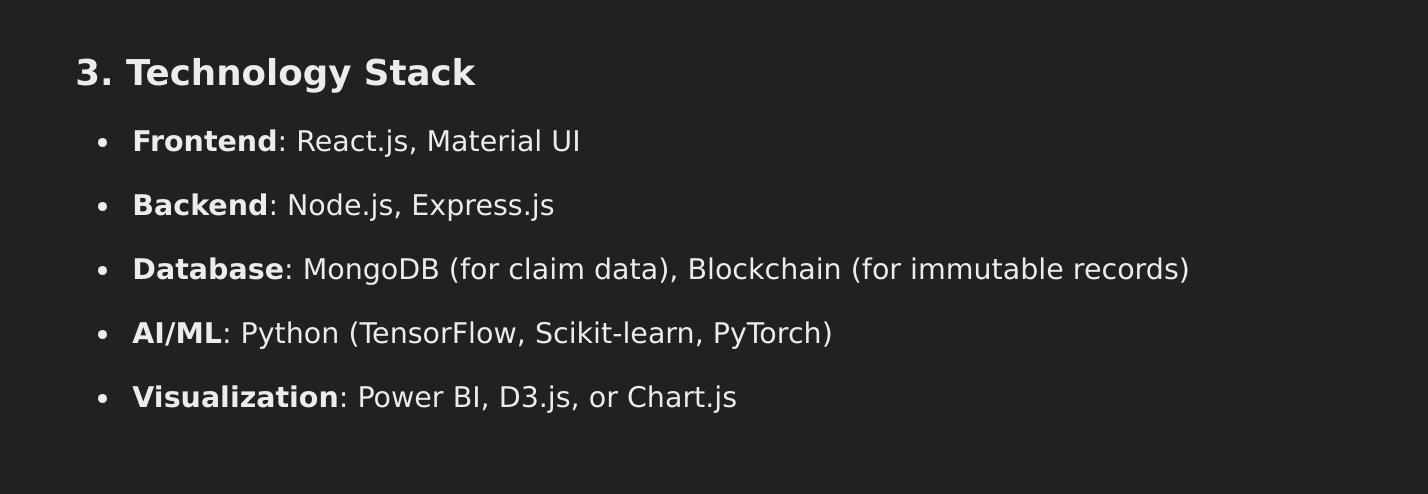 3. Technology Stack
• Frontend: React.js, Material UI
• Backend: Node.js, Express.js
• Database: MongoDB (for claim data), Blockchain (for immutable records)
• AI/ML: Python (TensorFlow, Scikit-learn, PyTorch)
• Visualization: Power BI, D3.js, or Chart.js